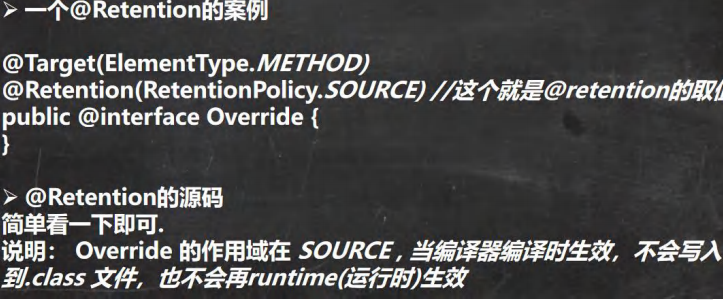 ➢ 一个@Retention的案例
@Target(ElementType.METHOD)
@Retention(RetentionPolicy.SOURCE) //这个就是@retention的取值
public @interface Override {
}
➢ @Retention的源码
简单看一下即可.
说明： Override 的作用域在 SOURCE , 当编译器编译时生效，不会写入
到.class 文件，也不会再runtime(运行时)生效